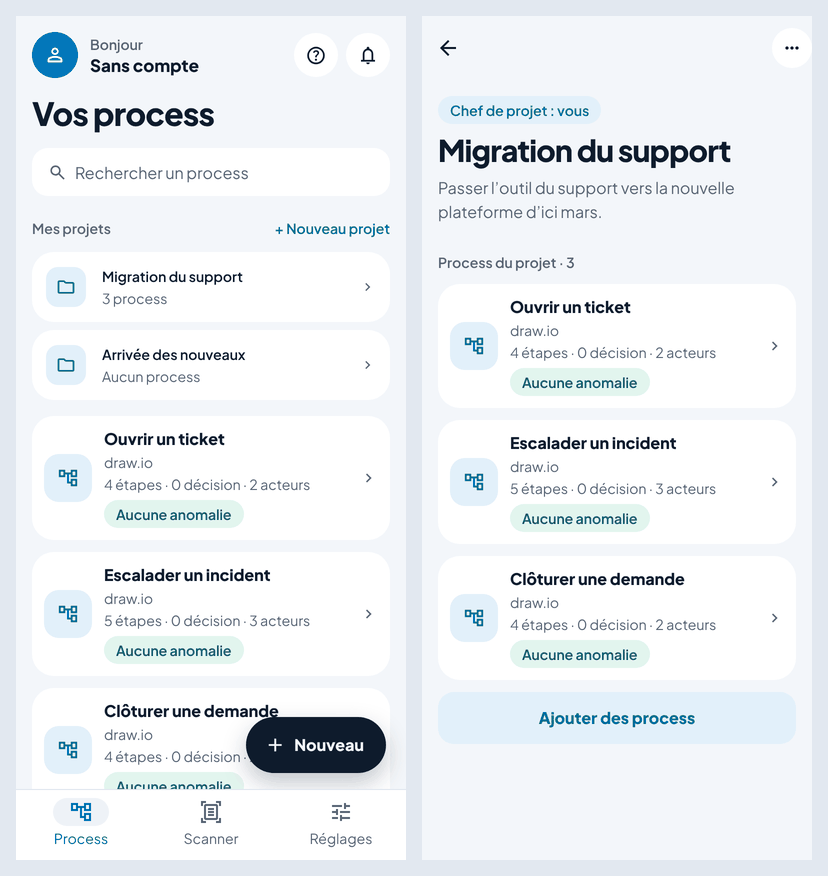 Bonjour
Sans compte
Vos process
Rechercher un process
Mes projets
+ Nouveau projet
Migration du support
3 process
Arrivée des nouveaux
Aucun process
Ouvrir un ticket
draw.io
4 étapes · 0 décision · 2 acteurs
Aucune anomalie
Escalader un incident
draw.io
5 étapes · 0 décision · 3 acteurs
Aucune anomalie
Clôturer une demande
draw.io
4 étapes · 0 décision ·
Aucune anomalie
+ Nouveau
Process
Scanner
Réglages
Chef de projet : vous
Migration du support
Passer l’outil du support vers la nouvelle
plateforme d’ici mars.
Process du projet · 3
Ouvrir un ticket
draw.io
4 étapes · 0 décision · 2 acteurs
Aucune anomalie
Escalader un incident
draw.io
5 étapes · 0 décision · 3 acteurs
Aucune anomalie
Clôturer une demande
draw.io
4 étapes · 0 décision · 2 acteurs
Aucune anomalie
Ajouter des process